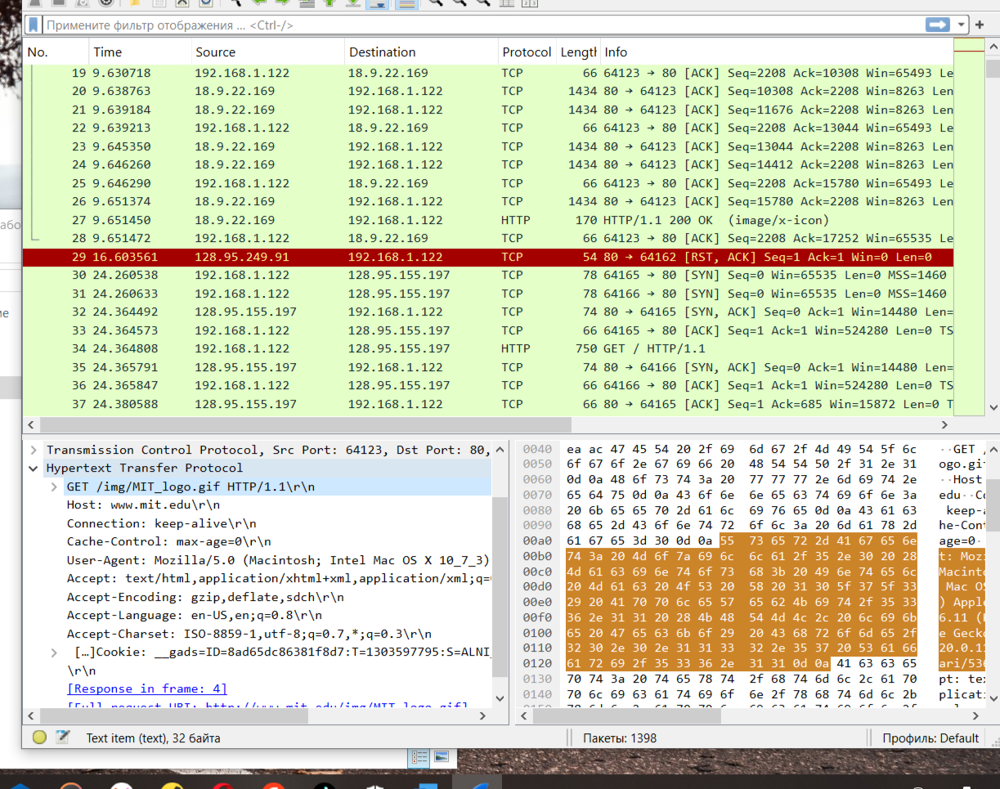 Примените фильтр отображения ... <Ctrl-/>
No. Time Source Destination Protocol Length Info
19 9.630718 192.168.1.122 18.9.22.169 TCP 66 64123 → 80 [ACK] Seq=2208 Ack=10308 Win=65493 Le
20 9.638763 18.9.22.169 192.168.1.122 TCP 1434 80 → 64123 [ACK] Seq=10308 Ack=2208 Win=8263 Len
21 9.639184 18.9.22.169 192.168.1.122 TCP 1434 80 → 64123 [ACK] Seq=11676 Ack=2208 Win=8263 Len
22 9.639213 192.168.1.122 18.9.22.169 TCP 66 64123 → 80 [ACK] Seq=2208 Ack=13044 Win=65493 Le
23 9.645350 18.9.22.169 192.168.1.122 TCP 1434 80 → 64123 [ACK] Seq=13044 Ack=2208 Win=8263 Len
24 9.646260 18.9.22.169 192.168.1.122 TCP 1434 80 → 64123 [ACK] Seq=14412 Ack=2208 Win=8263 Len
25 9.646290 192.168.1.122 18.9.22.169 TCP 66 64123 → 80 [ACK] Seq=2208 Ack=15780 Win=65493 Le
26 9.651374 18.9.22.169 192.168.1.122 TCP 1434 80 → 64123 [ACK] Seq=15780 Ack=2208 Win=8263 Len
27 9.651450 18.9.22.169 192.168.1.122 HTTP 170 HTTP/1.1 200 OK (image/x-icon)
28 9.651472 192.168.1.122 18.9.22.169 TCP 66 64123 → 80 [ACK] Seq=2208 Ack=17252 Win=65535 Le
29 16.603561 128.95.249.91 192.168.1.122 TCP 54 80 → 64162 [RST, ACK] Seq=1 Ack=1 Win=0 Len=0
30 24.260538 192.168.1.122 128.95.155.197 TCP 78 64165 → 80 [SYN] Seq=0 Win=65535 Len=0 MSS=1460
31 24.260633 192.168.1.122 128.95.155.197 TCP 78 64166 → 80 [SYN] Seq=0 Win=65535 Len=0 MSS=1460
32 24.364492 128.95.155.197 192.168.1.122 TCP 74 80 → 64165 [SYN, ACK] Seq=0 Ack=1 Win=14480 Len=
33 24.364573 192.168.1.122 128.95.155.197 TCP 66 64165 → 80 [ACK] Seq=1 Ack=1 Win=524280 Len=0 TS
34 24.364808 192.168.1.122 128.95.155.197 HTTP 750 GET / HTTP/1.1
35 24.365791 128.95.155.197 192.168.1.122 TCP 74 80 → 64166 [SYN, ACK] Seq=0 Ack=1 Win=14480 Len=
36 24.365847 192.168.1.122 128.95.155.197 TCP 66 64166 → 80 [ACK] Seq=1 Ack=1 Win=524280 Len=0 TS
37 24.380588 128.95.155.197 192.168.1.122 TCP 66 80 → 64165 [ACK] Seq=1 Ack=685 Win=15872 Len=0 T
Transmission Control Protocol, Src Port: 64123, Dst Port: 80,
Hypertext Transfer Protocol
GET /img/MIT_logo.gif HTTP/1.1\r\n
Host: www.mit.edu\r\n
Connection: keep-alive\r\n
Cache-Control: max-age=0\r\n
User-Agent: Mozilla/5.0 (Macintosh; Intel Mac OS X 10_7_3)
Accept: text/html,application/xhtml+xml,application/xml;q=
Accept-Encoding: gzip,deflate,sdch\r\n
Accept-Language: en-US,en;q=0.8\r\n
Accept-Charset: ISO-8859-1,utf-8;q=0.7,*;q=0.3\r\n
[…]Cookie: __gads=ID=8ad65dc86381f8d7:T=1303597795:S=ALNI_
\r\n
[Response in frame: 4]
[Full request URI: http://www.mit.edu/img/MIT_logo.gif]
0040 ea ac 47 45 54 20 2f 69 6d 67 2f 4d 49 54 5f 6c ··GET /
0050 6f 67 6f 2e 67 69 66 20 48 54 54 50 2f 31 2e 31 ogo.gif
0060 0d 0a 48 6f 73 74 3a 20 77 77 77 2e 6d 69 74 2e ··Host
0070 65 64 75 0d 0a 43 6f 6e 6e 65 63 74 69 6f 6e 3a edu··Co
0080 20 6b 65 65 70 2d 61 6c 69 76 65 0d 0a 43 61 63 keep-a
0090 68 65 2d 43 6f 6e 74 72 6f 6c 3a 20 6d 61 78 2d he-Con
00a0 61 67 65 3d 30 0d 0a 55 73 65 72 2d 41 67 65 6e age=0·
00b0 74 3a 20 4d 6f 7a 69 6c 6c 61 2f 35 2e 30 20 28 t: Moz
00c0 4d 61 63 69 6e 74 6f 73 68 3b 20 49 6e 74 65 6c Macint
00d0 20 4d 61 63 20 4f 53 20 58 20 31 30 5f 37 5f 33 Mac OS
00e0 29 20 41 70 70 6c 65 57 65 62 4b 69 74 2f 35 33 ) Appl
00f0 36 2e 31 31 20 28 4b 48 54 4d 4c 2c 20 6c 69 6b 6.11 (
0100 65 20 47 65 63 6b 6f 29 20 43 68 72 6f 6d 65 2f e Gecko
0110 32 30 2e 30 2e 31 31 33 32 2e 35 37 20 53 61 66 20.0.11
0120 61 72 69 2f 35 33 36 2e 31 31 0d 0a 41 63 63 65 ari/536
0130 70 74 3a 20 74 65 78 74 2f 68 74 6d 6c 2c 61 70 pt: tex
0140 70 6c 69 63 61 74 69 6f 6e 2f 78 68 74 6d 6c 2b plicati
Text item (text), 32 байта
Пакеты: 1398
Профиль: Default